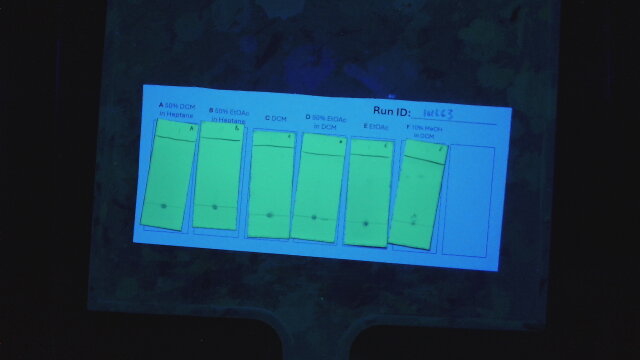 Run ID:
A 50% DCM
in Heptane
B 50% EtOAc
in Heptane
C DCM
D 50% EtOAc
in DCM
E EtOAc
F 10% MeOH
in DCM
A